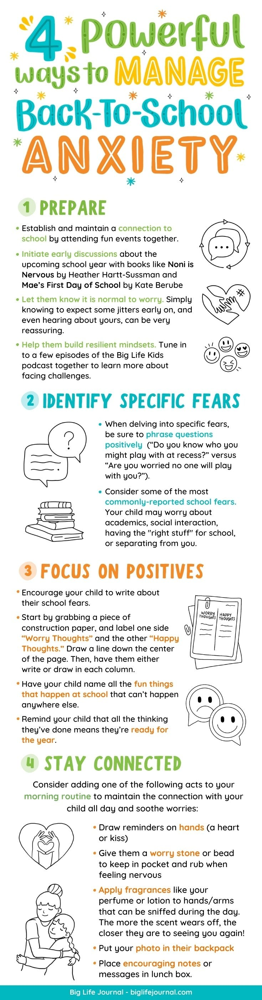 4 Powerful
ways to MANAGE
Back-To-School
ANXIETY
1 PREPARE
• Establish and maintain a connection to
school by attending fun events together.
• Initiate early discussions about the
upcoming school year with books like Noni is
Nervous by Heather Hartt-Sussman and
Mae's First Day of School by Kate Berube
• Let them know it is normal to worry. Simply
knowing to expect some jitters early on, and
even hearing about yours, can be very
reassuring.
• Help them build resilient mindsets. Tune in
to a few episodes of the Big Life Kids
podcast together to learn more about
facing challenges.
2 IDENTIFY SPECIFIC FEARS
?
• When delving into specific fears,
be sure to phrase questions
positively (“Do you know who you
might play with at recess?” versus
“Are you worried no one will play
with you?”).
• Consider some of the most
commonly-reported school fears.
Your child may worry about
academics, social interaction,
having the "right stuff" for school,
or separating from you.
3 FOCUS ON POSITIVES
• Encourage your child to write about
their school fears.
• Start by grabbing a piece of
construction paper, and label one side
“Worry Thoughts” and the other “Happy
Thoughts.” Draw a line down the center
of the page. Then, have them either
write or draw in each column.
WORRY
THOUGHTS
HAPPY
THOUGHTS
• Have your child name all the fun things
that happen at school that can't happen
anywhere else.
• Remind your child that all the thinking
they've done means they're ready for
the year.
4 STAY CONNECTED
Consider adding one of the following acts to your
morning routine to maintain the connection with your
child all day and soothe worries:
• Draw reminders on hands (a heart
or kiss)
• Give them a worry stone or bead
to keep in pocket and rub when
feeling nervous
• Apply fragrances like your
perfume or lotion to hands/arms
that can be sniffed during the day.
The more the scent wears off, the
closer they are to seeing you again!
• Put your photo in their backpack
• Place encouraging notes or
messages in lunch box.
Big Life Journal - biglifejournal.com